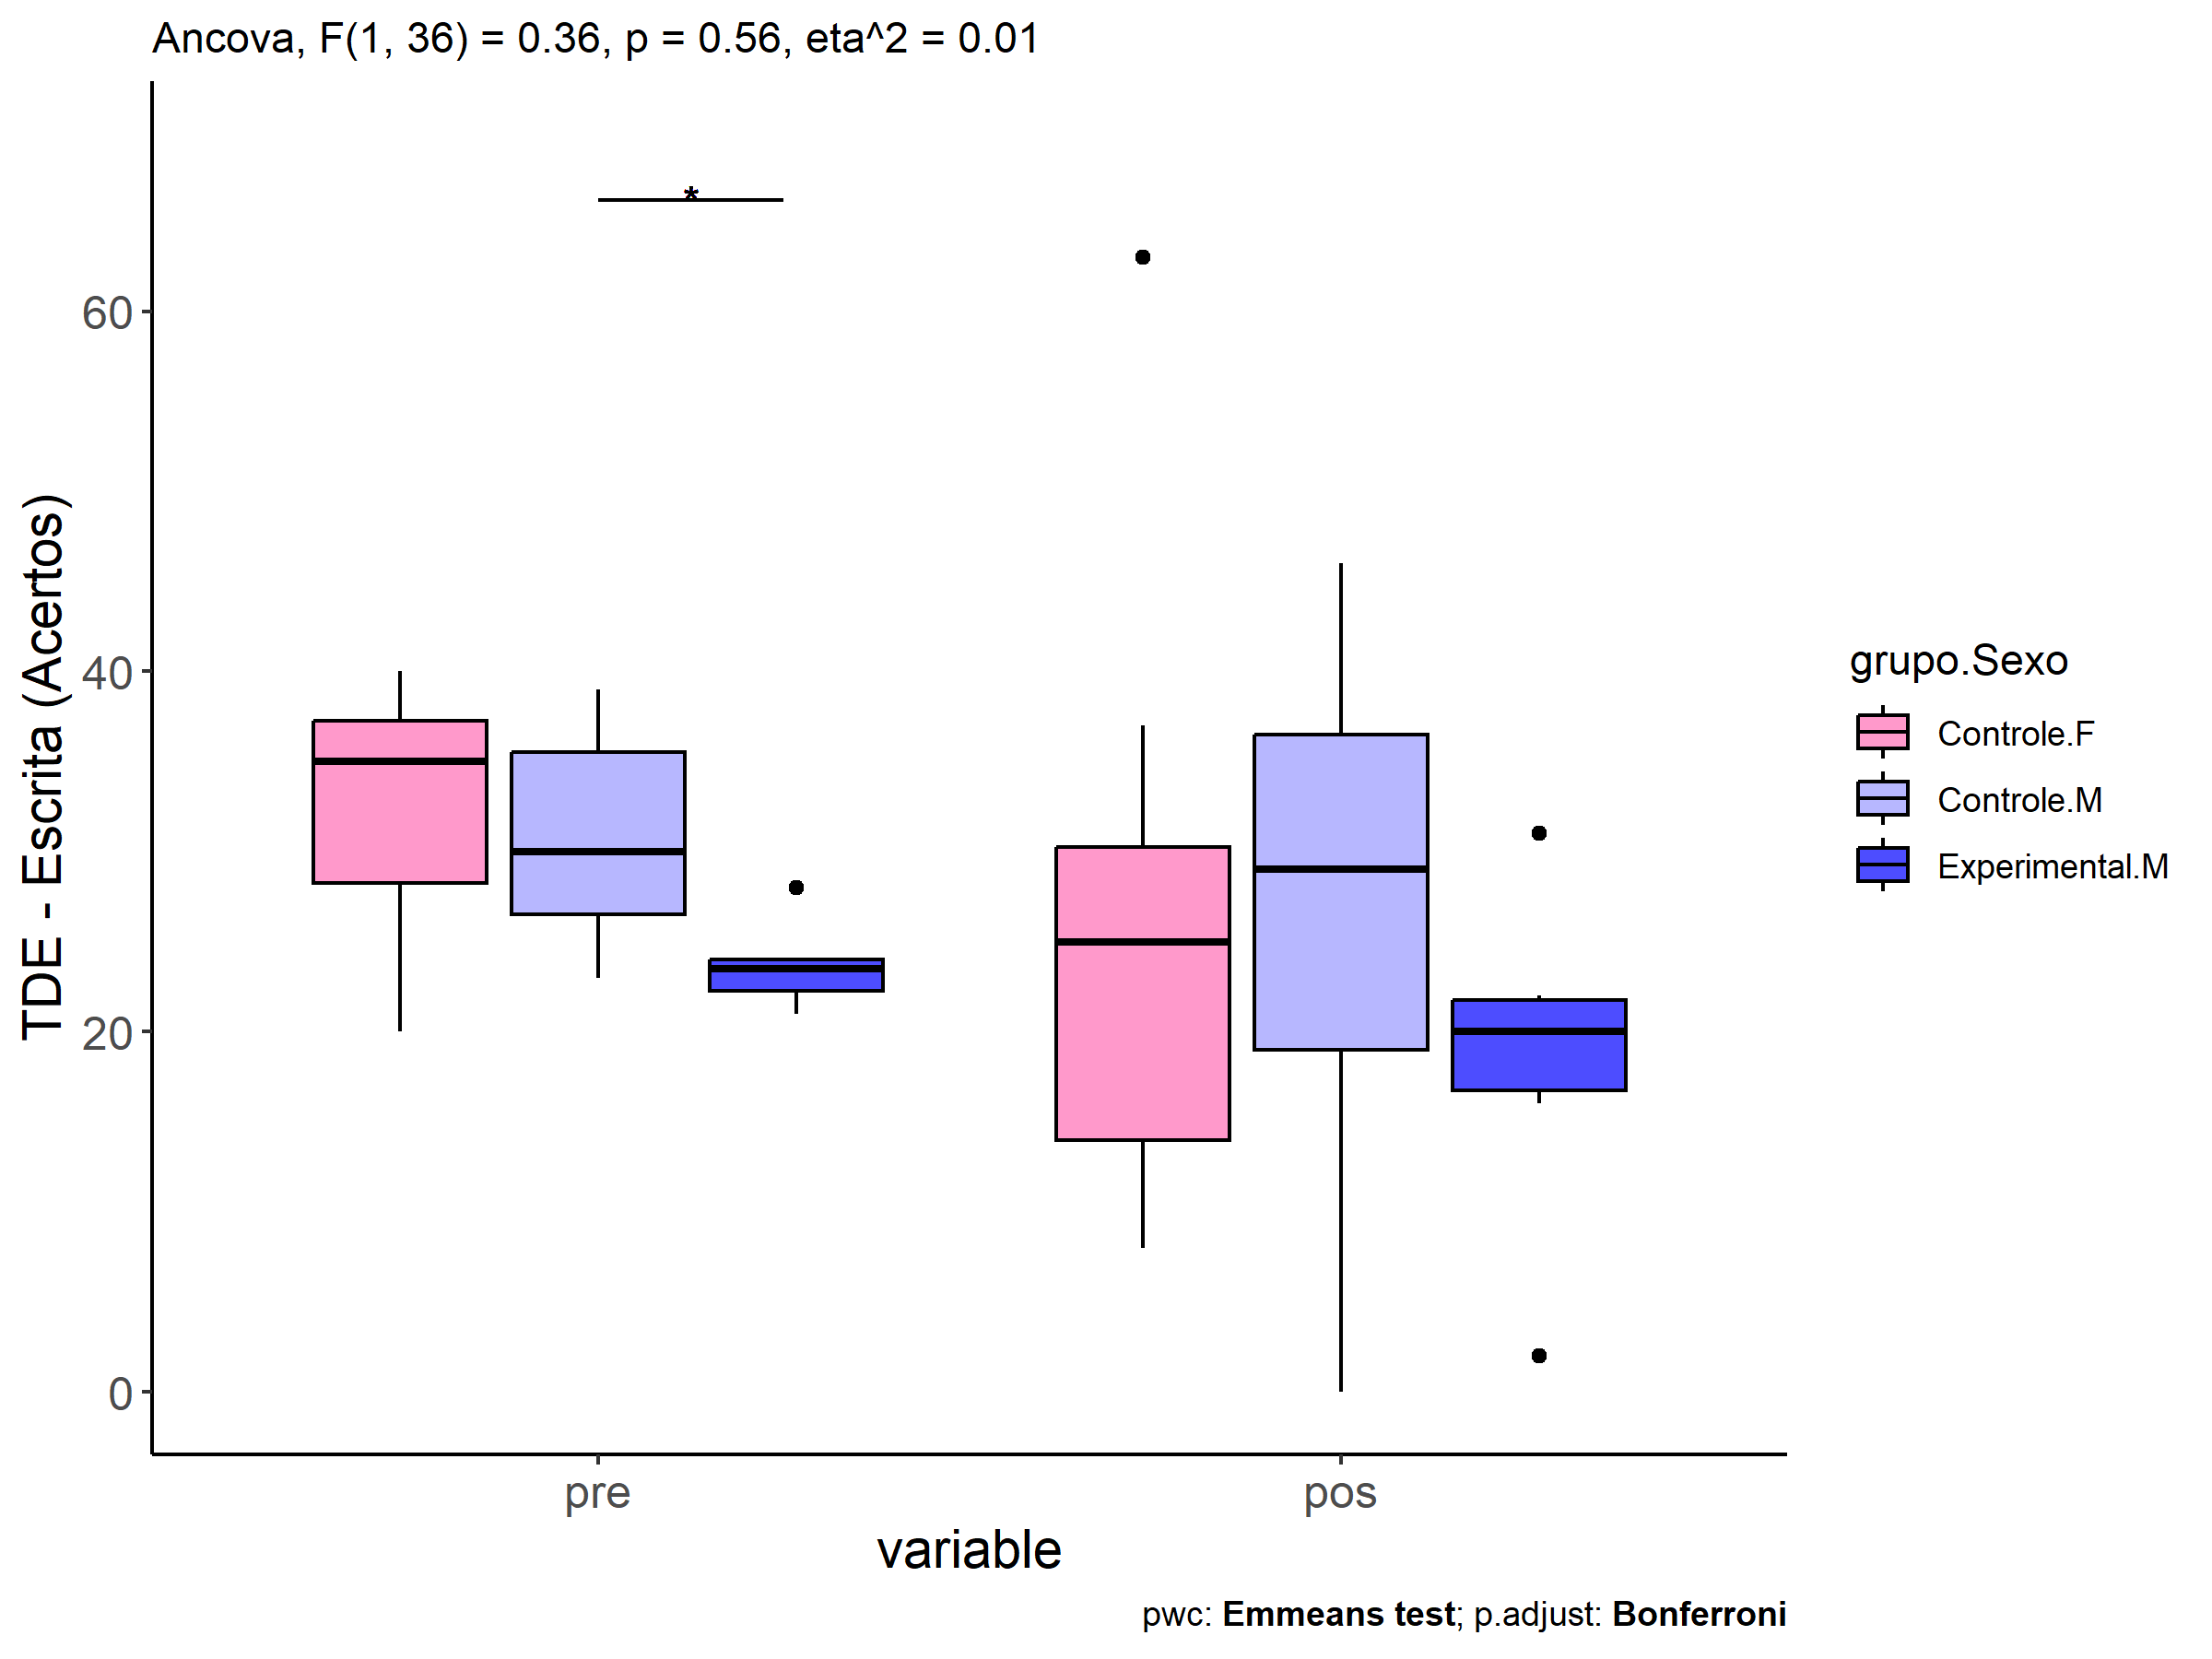 Ancova, F(1, 36) = 0.36, p = 0.56, eta^2 = 0.01
*
60
40
20
0
TDE - Escrita (Acertos)
pre
pos
variable
grupo.Sexo
Controle.F
Controle.M
Experimental.M
pwc: Emmeans test; p.adjust: Bonferroni